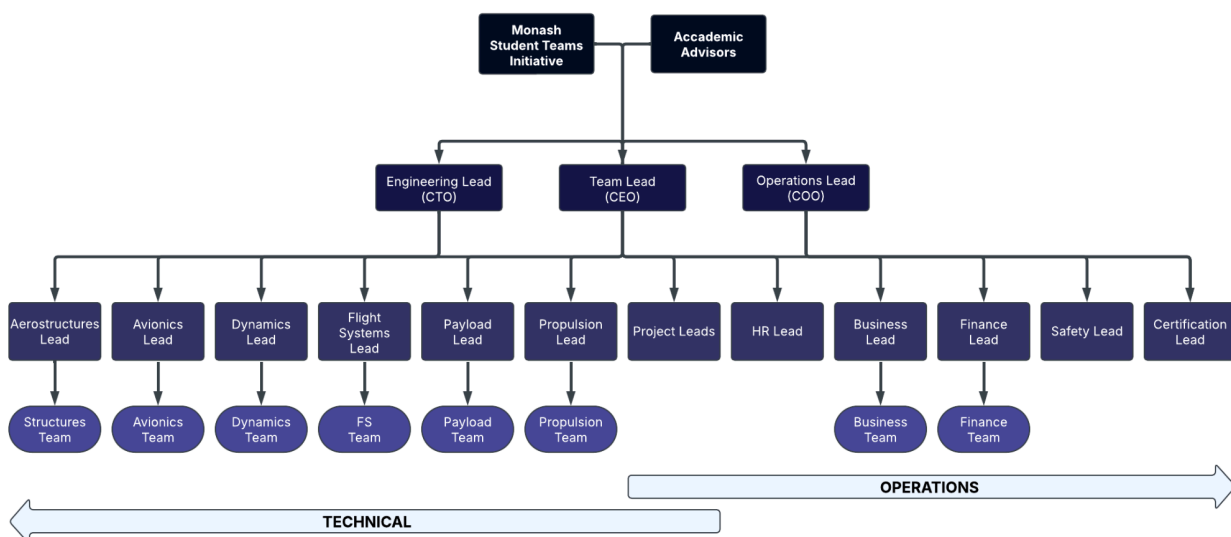 Monash
Student Teams
Initiative
Accademic
Advisors
Engineering Lead
(CTO)
Team Lead
(CEO)
Operations Lead
(COO)
Aerostructures
Lead
Avionics
Lead
Dynamics
Lead
Flight
Systems
Lead
Payload
Lead
Propulsion
Lead
Project Leads
HR Lead
Business
Lead
Finance
Lead
Safety Lead
Certification
Lead
Structures
Team
Avionics
Team
Dynamics
Team
FS
Team
Payload
Team
Propulsion
Team
Business
Team
Finance
Team
OPERATIONS
TECHNICAL